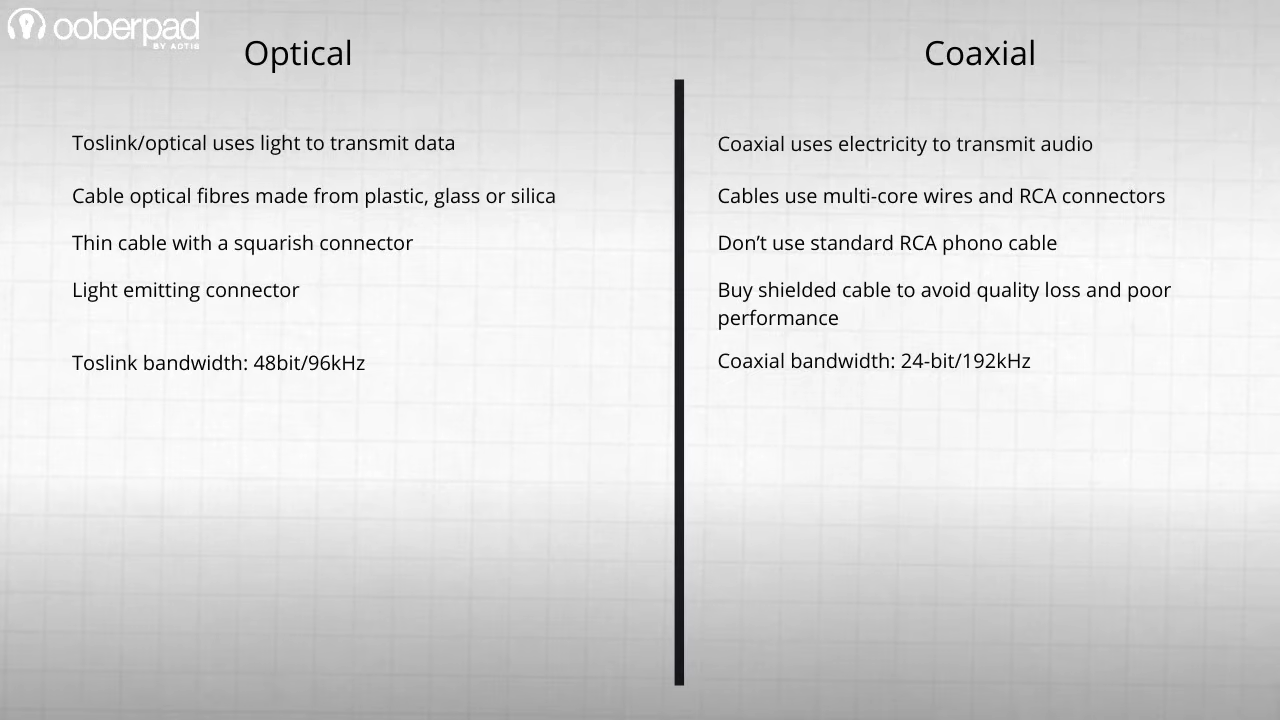 ooberpad
BY ADTIB
Optical
Toslink/optical uses light to transmit data
Cable optical fibres made from plastic, glass or silica
Thin cable with a squarish connector
Light emitting connector
Toslink bandwidth: 48bit/96kHz
Coaxial
Coaxial uses electricity to transmit audio
Cables use multi-core wires and RCA connectors
Don’t use standard RCA phono cable
Buy shielded cable to avoid quality loss and poor
performance
Coaxial bandwidth: 24-bit/192kHz